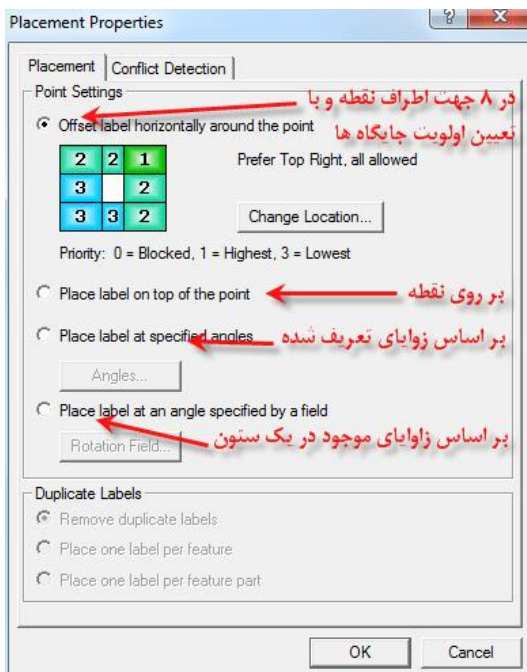 Placement Properties
Placement
Conflict Detection
Point Settings
در ۸ جهت اطراف نقطه و با
Offset label horizontally around the point
تعیین اولویت جایگاه ها
2 2 1
Prefer Top Right, all allowed
3 2
3 3 2
Change Location...
Priority: 0 = Blocked, 1 = Highest, 3 = Lowest
Place label on top of the point
بر روی نقطه
Place label at specified angles
بر اساس زوایای تعریف شده
Angles...
Place label at an angle specified by a field
بر اساس زاوایای موجود در یک ستون
Rotation Field...
Duplicate Labels
Remove duplicate labels
Place one label per feature
Place one label per feature part
OK
Cancel